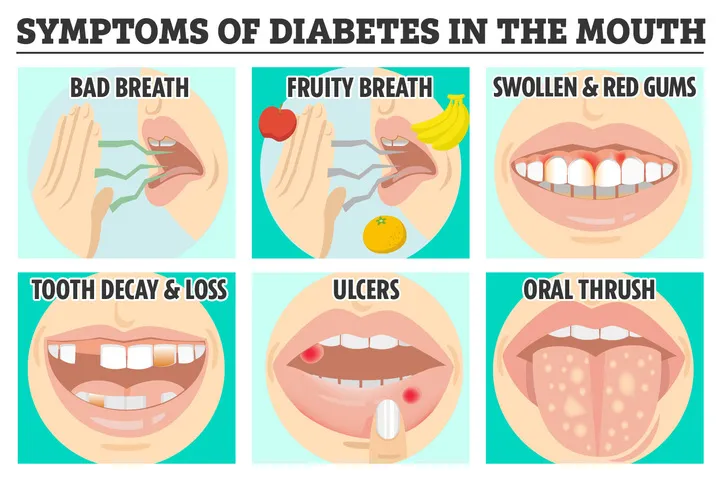 SYMPTOMS OF DIABETES IN THE MOUTH
BAD BREATH
FRUITY BREATH
SWOLLEN & RED GUMS
TOOTH DECAY & LOSS
ULCERS
ORAL THRUSH